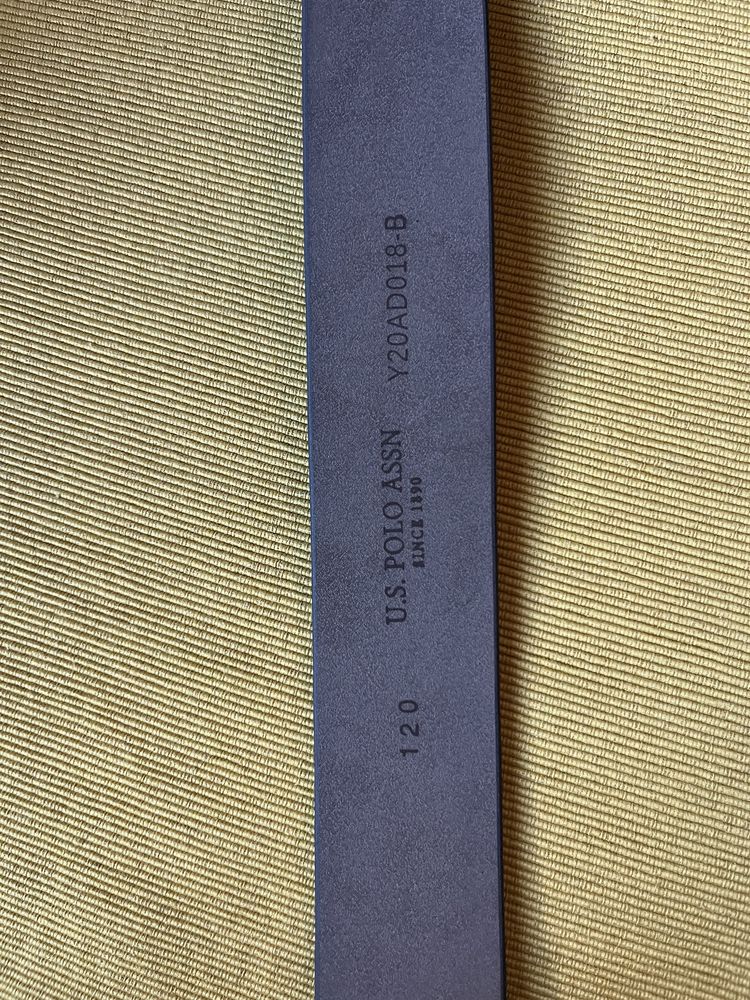 120 U.S. POLO ASSN Y20AD018-B
SINCE 1890